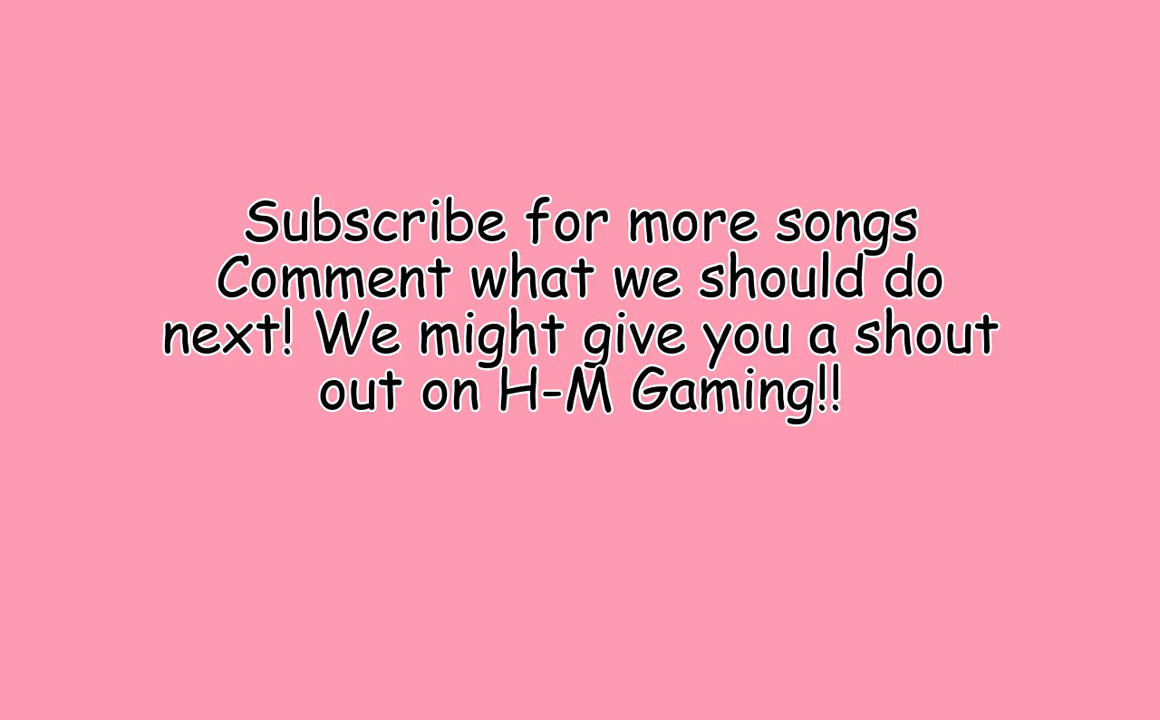 Subscribe for more songs
Comment what we should do
next! We might give you a shout
out on H-M Gaming!!